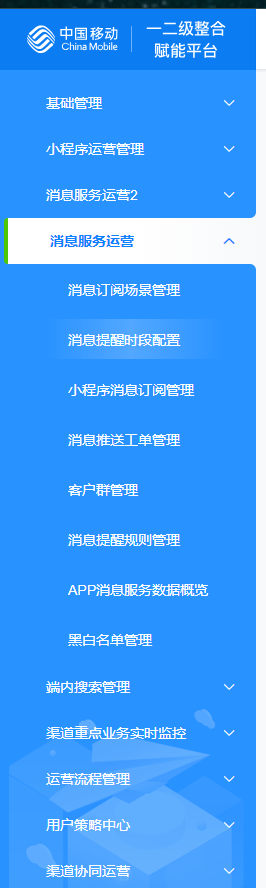 中国移动
China Mobile
一二级整合
赋能平台
基础管理
小程序运营管理
消息服务运营2
消息服务运营
消息订阅场景管理
消息提醒时段配置
小程序消息订阅管理
消息推送工单管理
客户群管理
消息提醒规则管理
APP消息服务数据概览
黑白名单管理
端内搜索管理
渠道重点业务实时监控
运营流程管理
用户策略中心
渠道协同运营